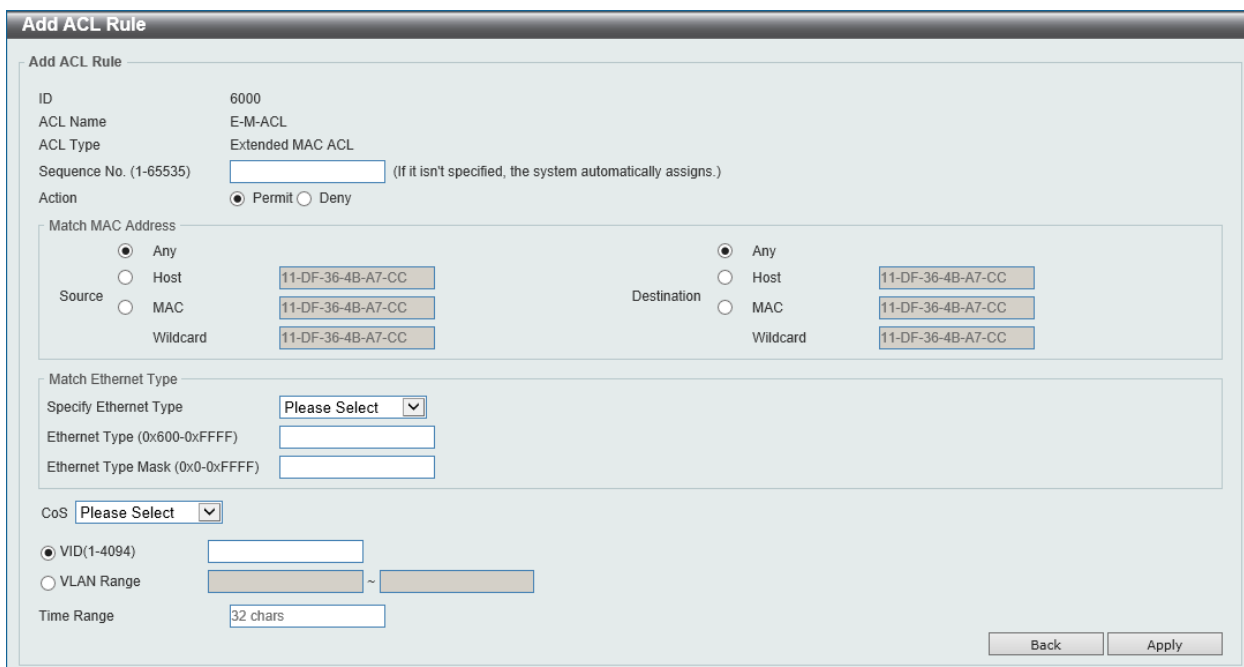 Add ACL Rule
Add ACL Rule
ID 6000
ACL Name E-M-ACL
ACL Type Extended MAC ACL
Sequence No. (1-65535) (If it isn't specified, the system automatically assigns.)
Action Permit Deny
Match MAC Address
Any Any
Host 11-DF-36-4B-A7-CC Host 11-DF-36-4B-A7-CC
Source Destination
MAC 11-DF-36-4B-A7-CC MAC 11-DF-36-4B-A7-CC
Wildcard 11-DF-36-4B-A7-CC Wildcard 11-DF-36-4B-A7-CC
Match Ethernet Type
Specify Ethernet Type Please Select
Ethernet Type (0x600-0xFFFF)
Ethernet Type Mask (0x0-0xFFFF)
CoS Please Select
VID(1-4094)
VLAN Range ~
Time Range 32 chars
Back Apply